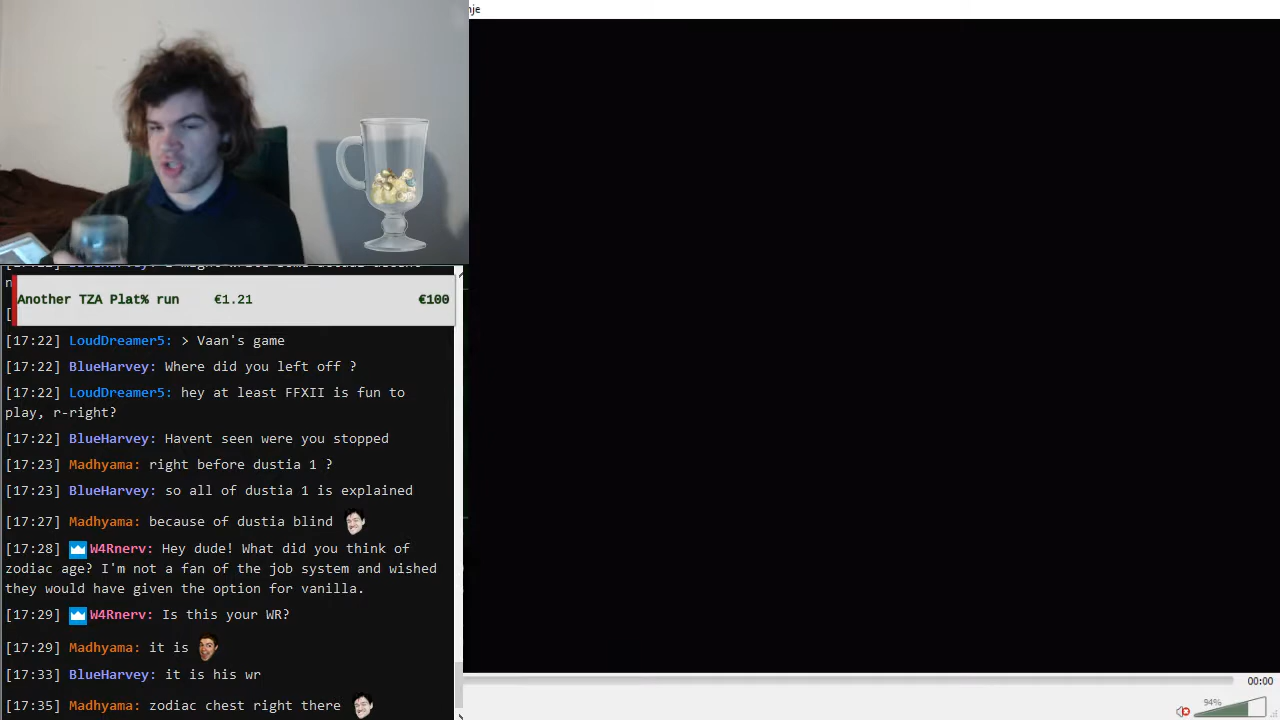 nje
Another TZA Plat% run €1.21 €100
[17:22] LoudDreamer5: > Vaan's game
[17:22] BlueHarvey: Where did you left off ?
[17:22] LoudDreamer5: hey at least FFXII is fun to
play, r-right?
[17:22] BlueHarvey: Havent seen were you stopped
[17:23] Madhyama: right before dustia 1 ?
[17:23] BlueHarvey: so all of dustia 1 is explained
[17:27] Madhyama: because of dustia blind
[17:28] W4Rnerv: Hey dude! What did you think of
zodiac age? I'm not a fan of the job system and wished
they would have given the option for vanilla.
[17:29] W4Rnerv: Is this your WR?
[17:29] Madhyama: it is
[17:33] BlueHarvey: it is his wr
[17:35] Madhyama: zodiac chest right there
00:00
94%